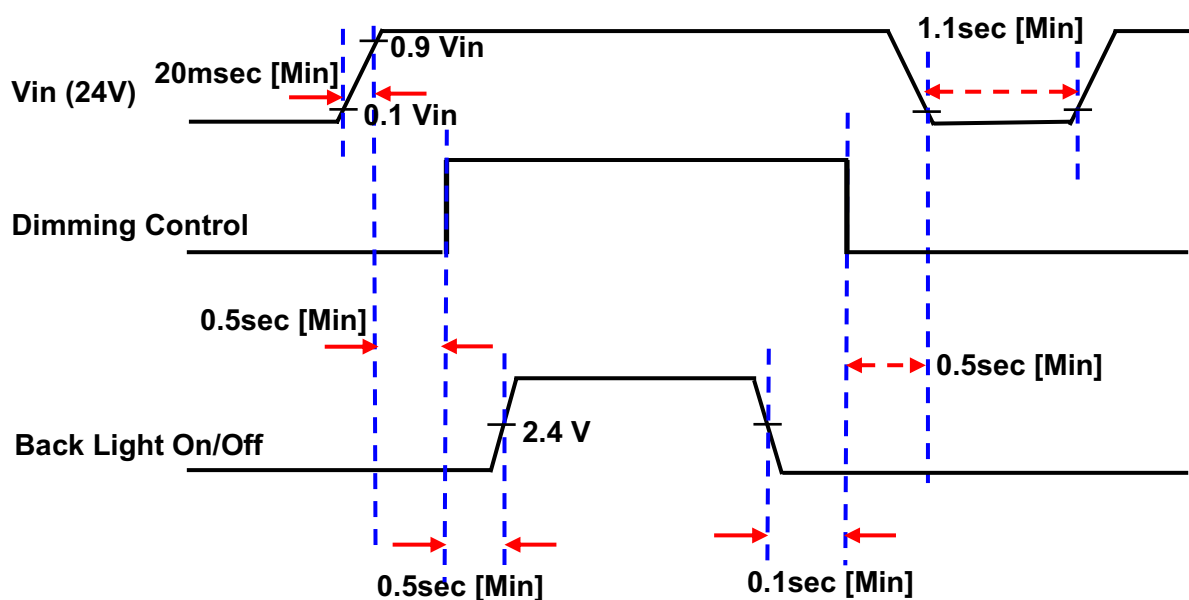 1.1sec [Min]
0.9 Vin
20msec [Min]
Vin (24V)
0.1 Vin
Dimming Control
0.5sec [Min]
0.5sec [Min]
2.4 V
Back Light On/Off
0.5sec [Min]
0.1sec [Min]